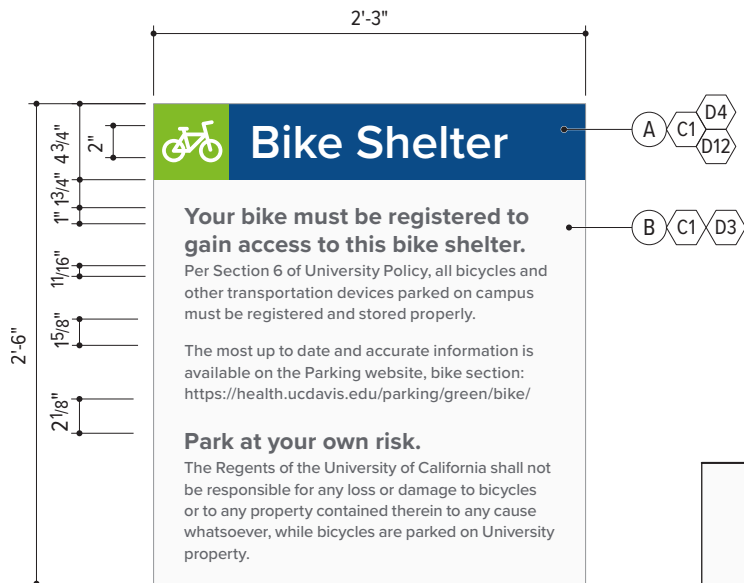 2'-3"
Bike Shelter
A C1 D4 D12
4 3/4"
2"
1 3/4"
1"
11/16"
1 5/8"
2 1/8"
2'-6"
B C1 D3
Your bike must be registered to
gain access to this bike shelter.
Per Section 6 of University Policy, all bicycles and
other transportation devices parked on campus
must be registered and stored properly.
The most up to date and accurate information is
available on the Parking website, bike section:
https://health.ucdavis.edu/parking/green/bike/
Park at your own risk.
The Regents of the University of California shall not
be responsible for any loss or damage to bicycles
or to any property contained therein to any cause
whatsoever, while bicycles are parked on University
property.